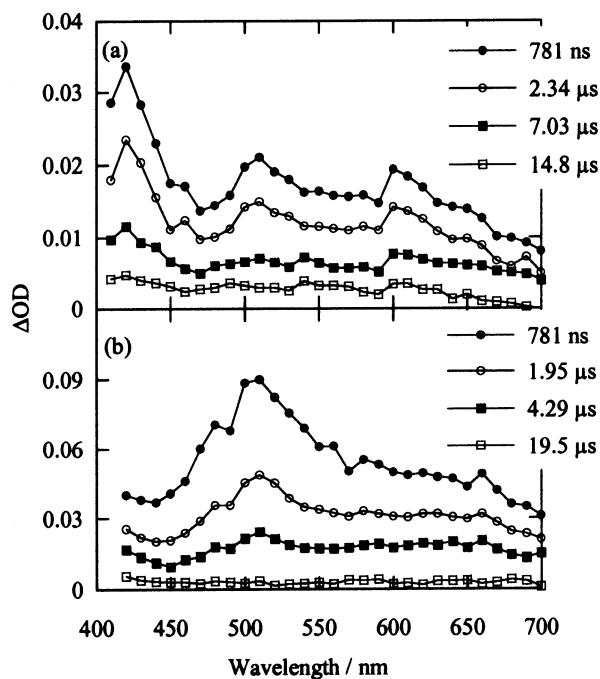 0.04
(a)
781 ns
2.34 µs
7.03 µs
14.8 µs
0.03
0.02
0.01
0
ΔOD
(b)
781 ns
1.95 µs
4.29 µs
19.5 µs
0.09
0.06
0.03
0
400 450 500 550 600 650 700
Wavelength / nm